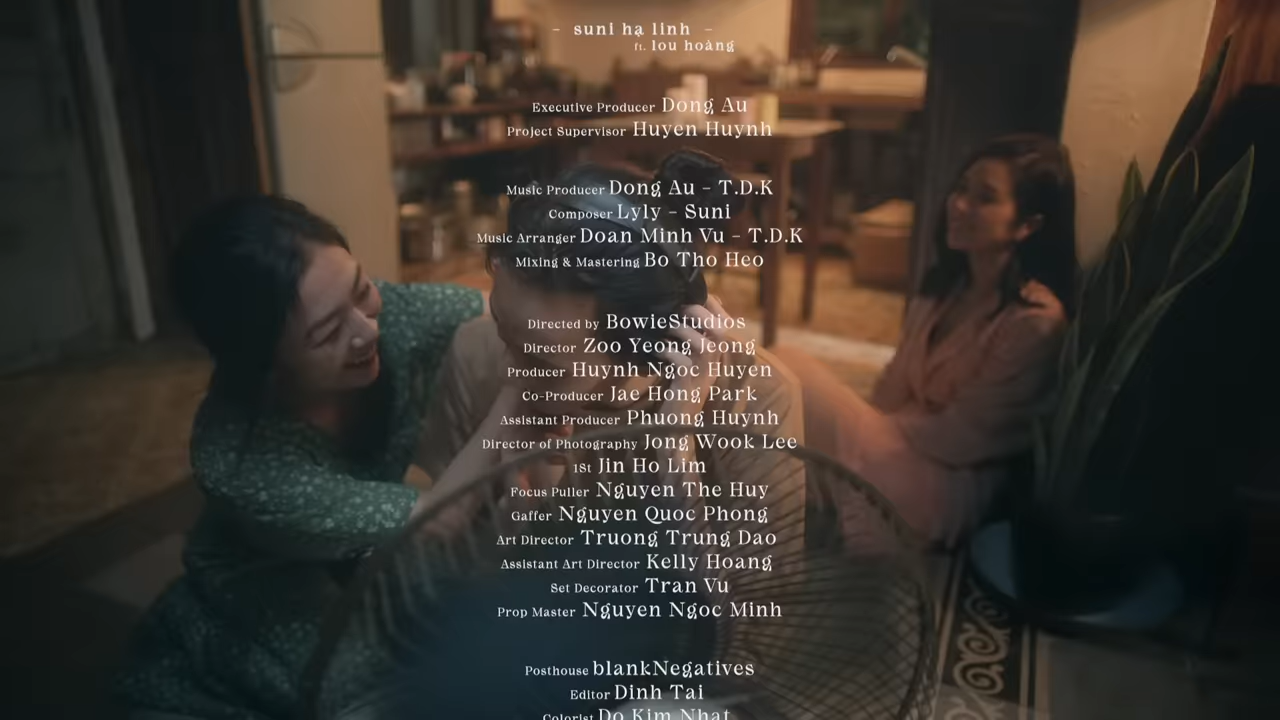 - suni hạ linh -
ft. lou hoàng
Executive Producer Dong Au
Project Supervisor Huyen Huynh
Music Producer Dong Au - T.D.K
Composer Lyly - Suni
Music Arranger Doan Minh Vu - T.D.K
Mixing & Mastering Bo Tho Heo
Directed by BowieStudios
Director Zoo Yeong Jeong
Producer Huynh Ngoc Huyen
Co-Producer Jae Hong Park
Assistant Producer Phuong Huynh
Director of Photography Jong Wook Lee
1St Jin Ho Lim
Focus Puller Nguyen The Huy
Gaffer Nguyen Quoc Phong
Art Director Truong Trung Dao
Assistant Art Director Kelly Hoang
Set Decorator Tran Vu
Prop Master Nguyen Ngoc Minh
Posthouse blankNegatives
Editor Dinh Tai
Colorist Do Kim Nhat